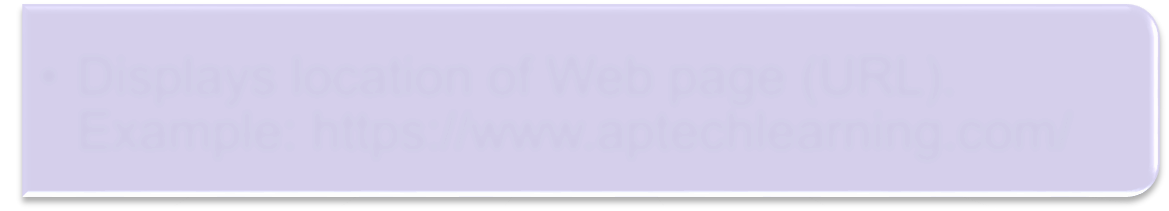 • Displays location of Web page (URL).
Example: https://www.aptechlearning.com/